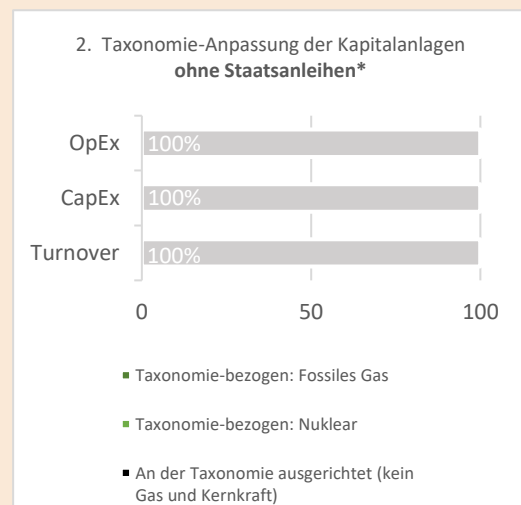 2. Taxonomie-Anpassung der Kapitalanlagen
ohne Staatsanleihen*
OpEx
100%
CapEx
100%
Turnover
100%
0 50 100
Taxonomie-bezogen: Fossiles Gas
Taxonomie-bezogen: Nuklear
An der Taxonomie ausgerichtet (kein
Gas und Kernkraft)